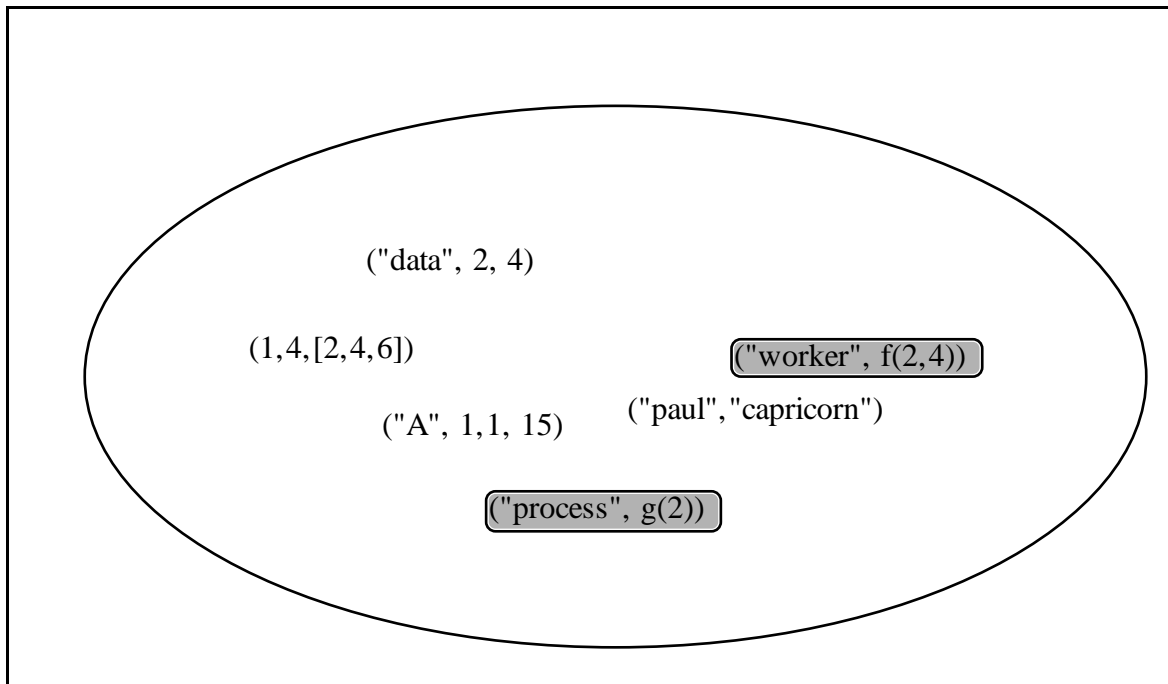 ("data", 2, 4)
(1,4,[2,4,6])
("worker", f(2,4))
("paul","capricorn")
("A", 1,1, 15)
("process", g(2))